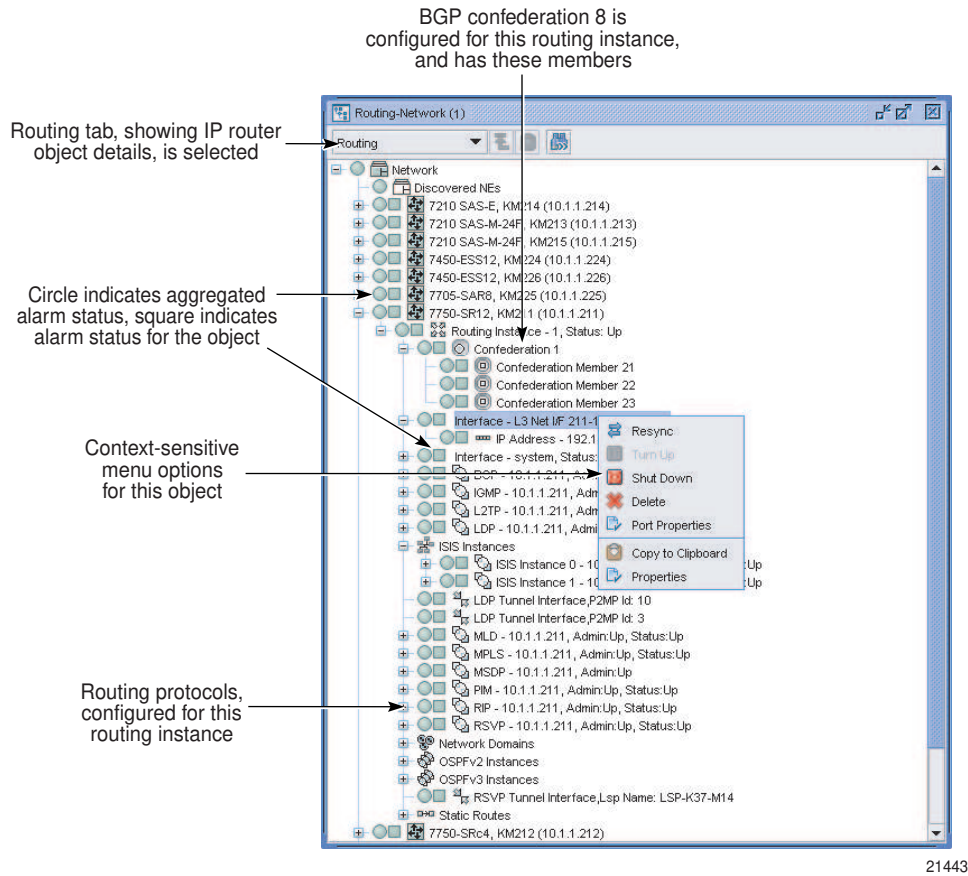 BGP confederation 8 is
configured for this routing instance,
and has these members
Routing-Network (1)
Routing tab, showing IP router
object details, is selected
Routing
Network
Discovered NEs
7210 SAS-E, KM214 (10.1.1.214)
7210 SAS-M-24F, KM213 (10.1.1.213)
7210 SAS-M-24F, KM215 (10.1.1.215)
7450-ESS12, KM224 (10.1.1.224)
7450-ESS12, KM226 (10.1.1.226)
7705-SAR8, KM225 (10.1.1.225)
7750-SR12, KM211 (10.1.1.211)
Circle indicates aggregated
alarm status, square indicates
alarm status for the object
Routing Instance - 1, Status: Up
Confederation 1
Confederation Member 21
Confederation Member 22
Confederation Member 23
Interface - L3 Net I/F 211-1
IP Address - 192.1
Interface - system, Status:
BGP - 10.1.1.211, Adm
IGMP - 10.1.1.211, Adm
L2TP - 10.1.1.211, Adm
LDP - 10.1.1.211, Admi
ISIS Instances
ISIS Instance 0 - 10 Up
ISIS Instance 1 - 10 Up
Resync
Turn Up
Shut Down
Delete
Port Properties
Copy to Clipboard
Properties
Context-sensitive
menu options
for this object
LDP Tunnel Interface,P2MP Id: 10
LDP Tunnel Interface,P2MP Id: 3
MLD - 10.1.1.211, Admin:Up, Status:Up
MPLS - 10.1.1.211, Admin:Up, Status:Up
MSDP - 10.1.1.211, Admin:Up
PIM - 10.1.1.211, Admin:Up, Status:Up
RIP - 10.1.1.211, Admin:Up, Status:Up
RSVP - 10.1.1.211, Admin:Up, Status:Up
Routing protocols,
configured for this
routing instance
Network Domains
OSPFv2 Instances
OSPFv3 Instances
RSVP Tunnel Interface,Lsp Name: LSP-K37-M14
Static Routes
7750-SRc4, KM212 (10.1.1.212)
21443